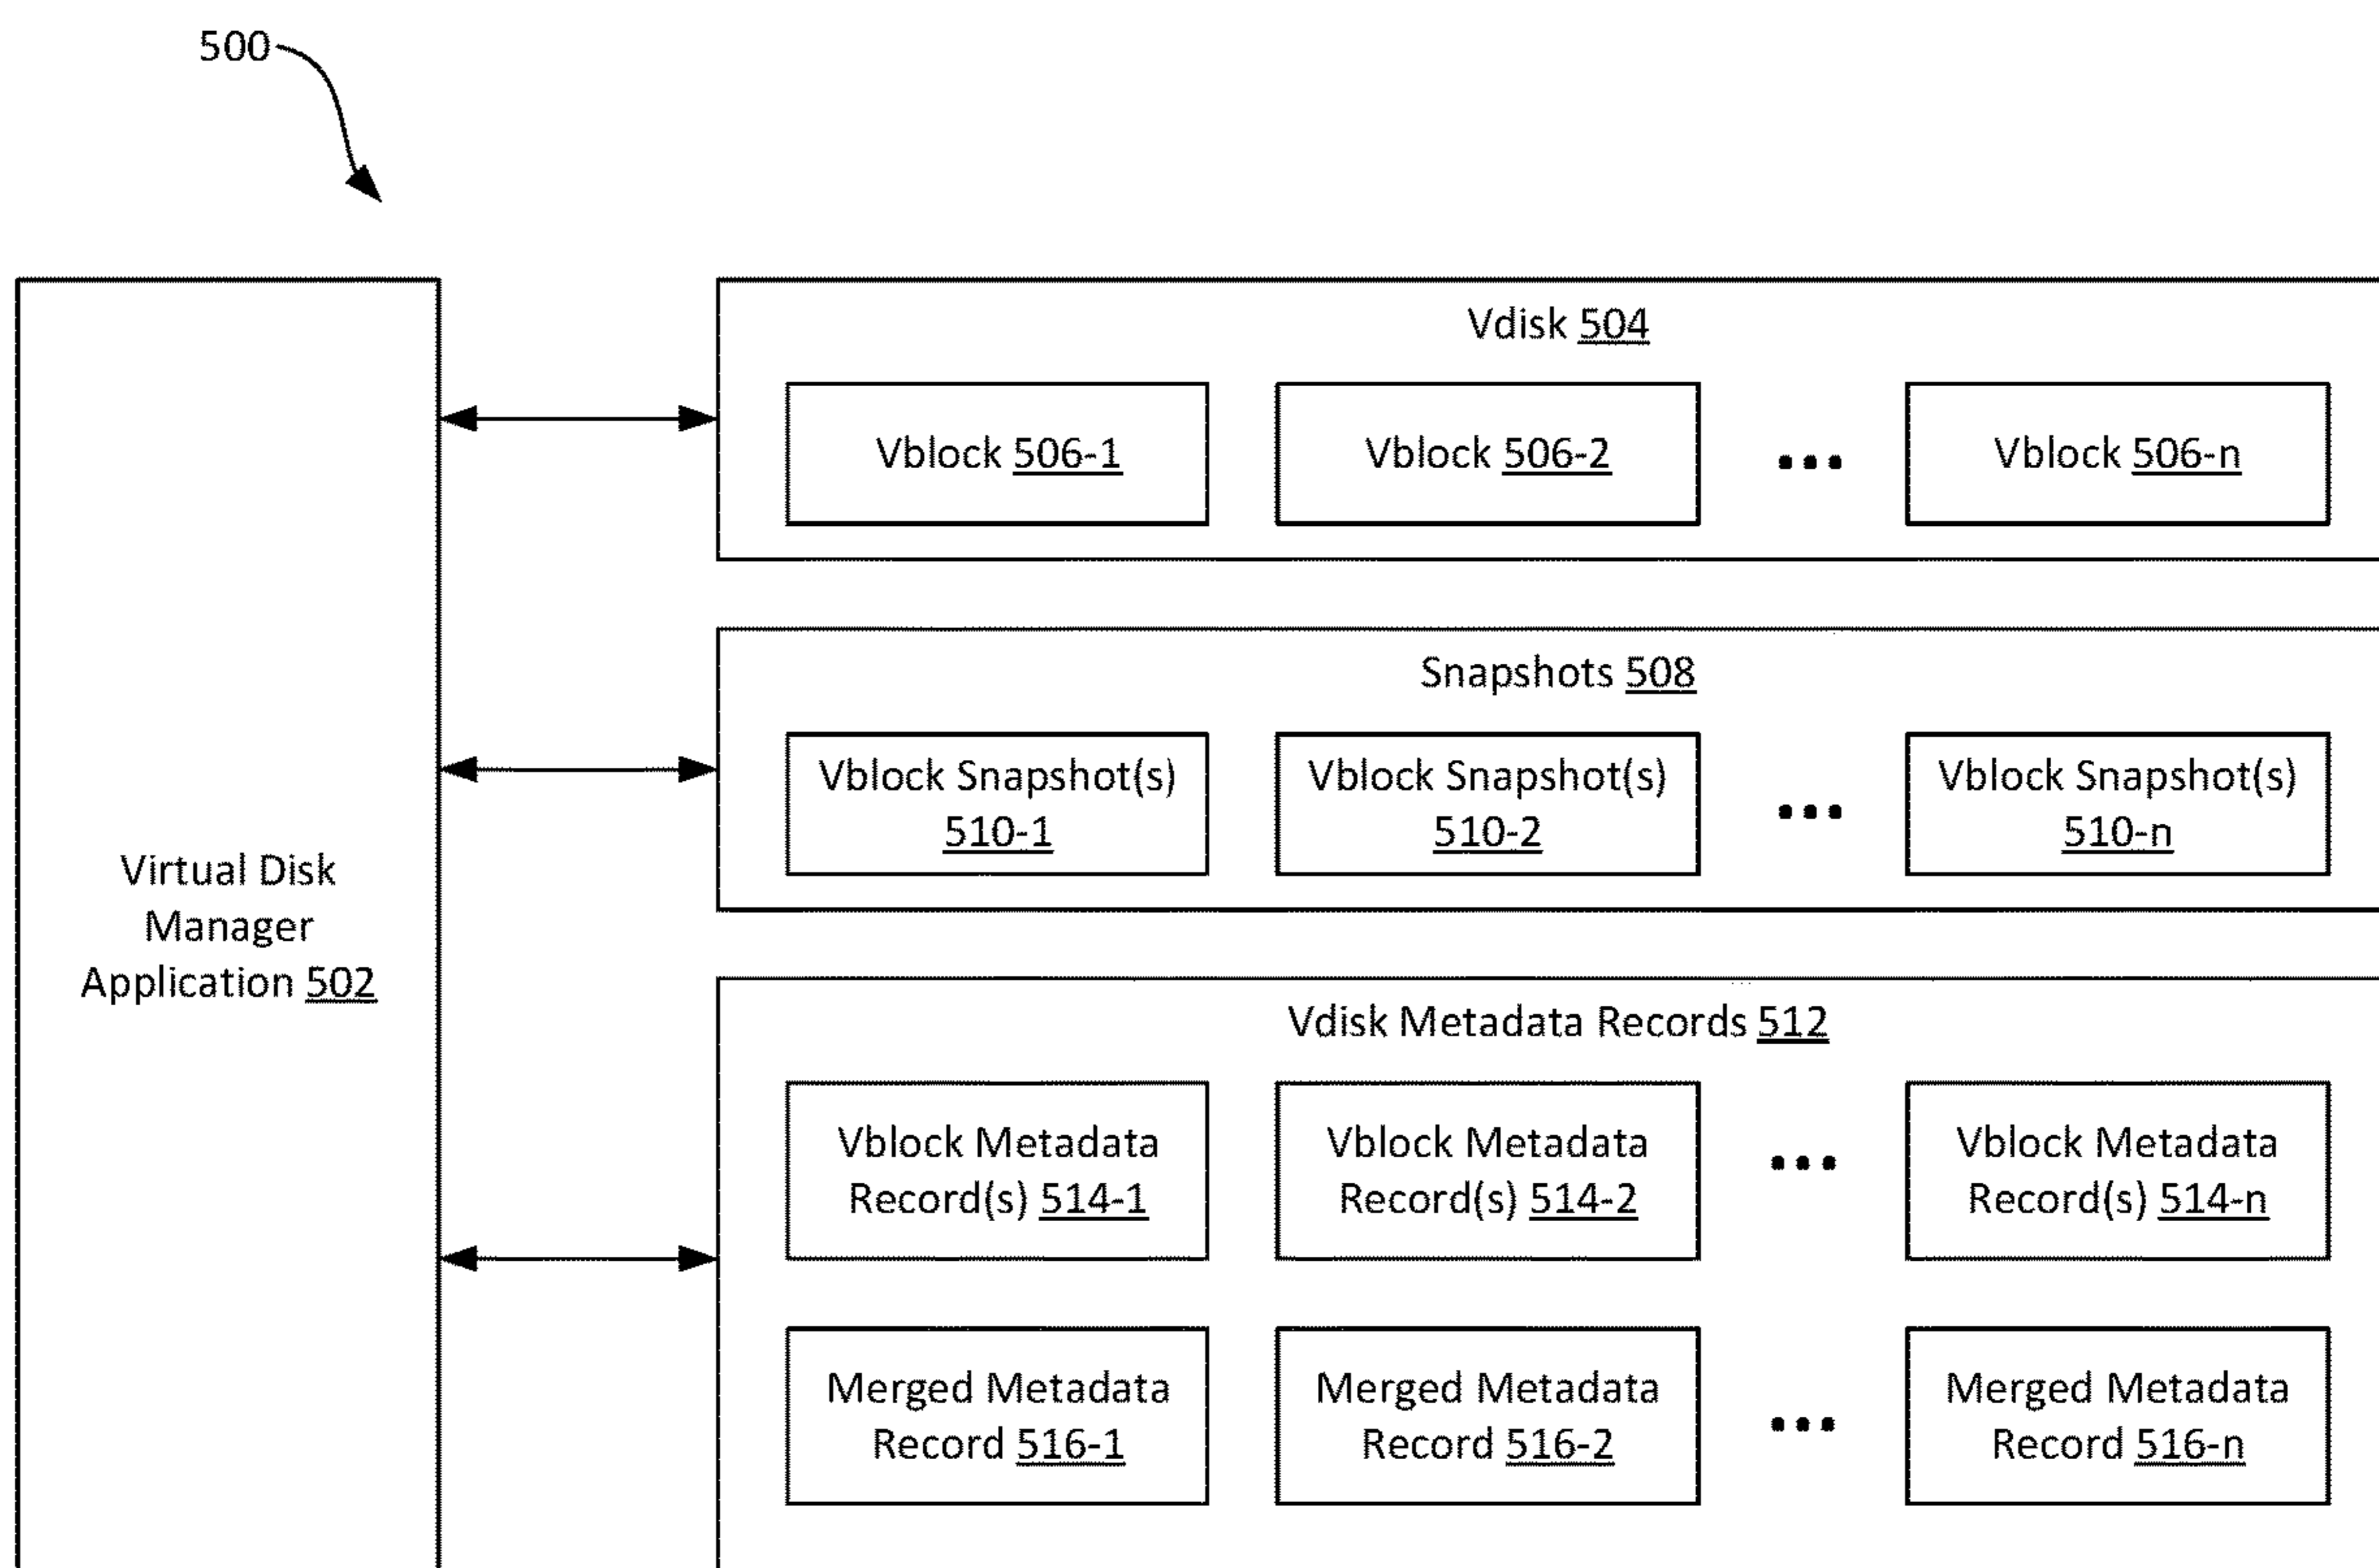 500
Vdisk 504
Vblock 506-1
Vblock 506-2
...
Vblock 506-n
Snapshots 508
Vblock Snapshot(s)
510-1
Vblock Snapshot(s)
510-2
...
Vblock Snapshot(s)
510-n
Virtual Disk
Manager
Application 502
Vdisk Metadata Records 512
Vblock Metadata
Record(s) 514-1
Vblock Metadata
Record(s) 514-2
...
Vblock Metadata
Record(s) 514-n
Merged Metadata
Record 516-1
Merged Metadata
Record 516-2
...
Merged Metadata
Record 516-n